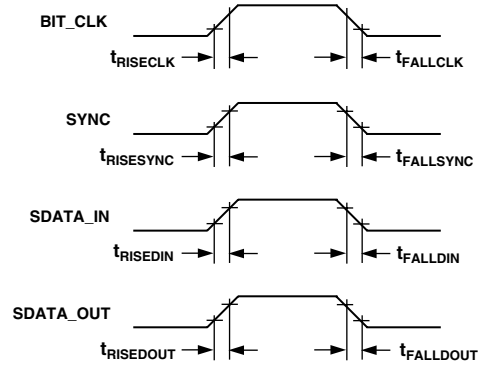 BIT_CLK
tRISECLK tFALLCLK
SYNC
tRISESYNC tFALLSYNC
SDATA_IN
tRISEDIN tFALLDIN
SDATA_OUT
tRISEDOUT tFALLDOUT